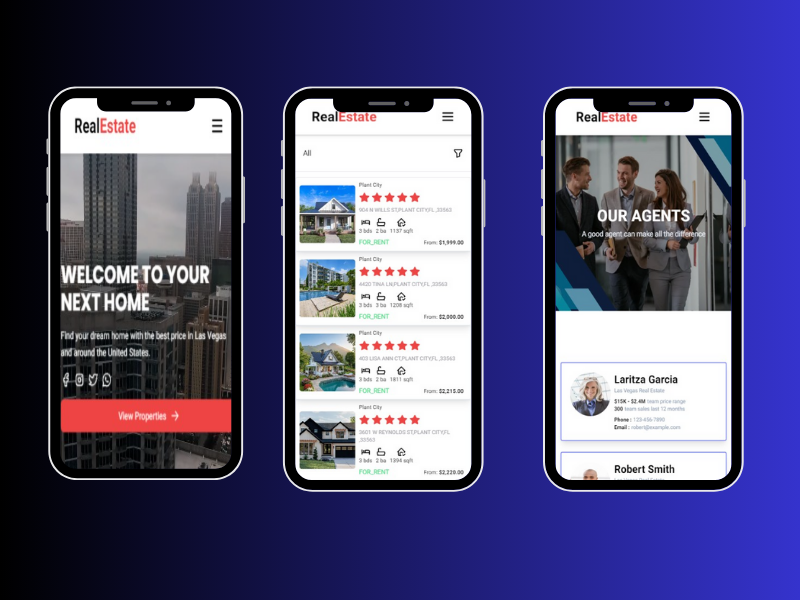 RealEstate
WELCOME TO YOUR
NEXT HOME
Find your dream home with the best price in Las Vegas
and around the United States.
View Properties →
RealEstate
All
Plant City
904 N WILLS ST,PLANT CITY,FL,,33563
3 bds 2 ba 1137 sqft
FOR_RENT
From: $1,999.00
Plant City
4420 TINA LN,PLANT CITY,FL,,33563
3 bds 2 ba 1208 sqft
FOR_RENT
From: $2,000.00
Plant City
403 LISA ANN CT,PLANT CITY,FL,,33563
3 bds 2 ba 1811 sqft
FOR_RENT
From: $2,215.00
Plant City
3601 W REYNOLDS ST,PLANT CITY,FL
,,33563
3 bds 2 ba 1394 sqft
FOR_RENT
From: $2,220.00
RealEstate
OUR AGENTS
A good agent can make all the difference
Laritza Garcia
Las Vegas Real Estate
$15K - $2.4M team price range
300 team sales last 12 months
Phone : 123-456-7890
Email : robert@example.com
Robert Smith